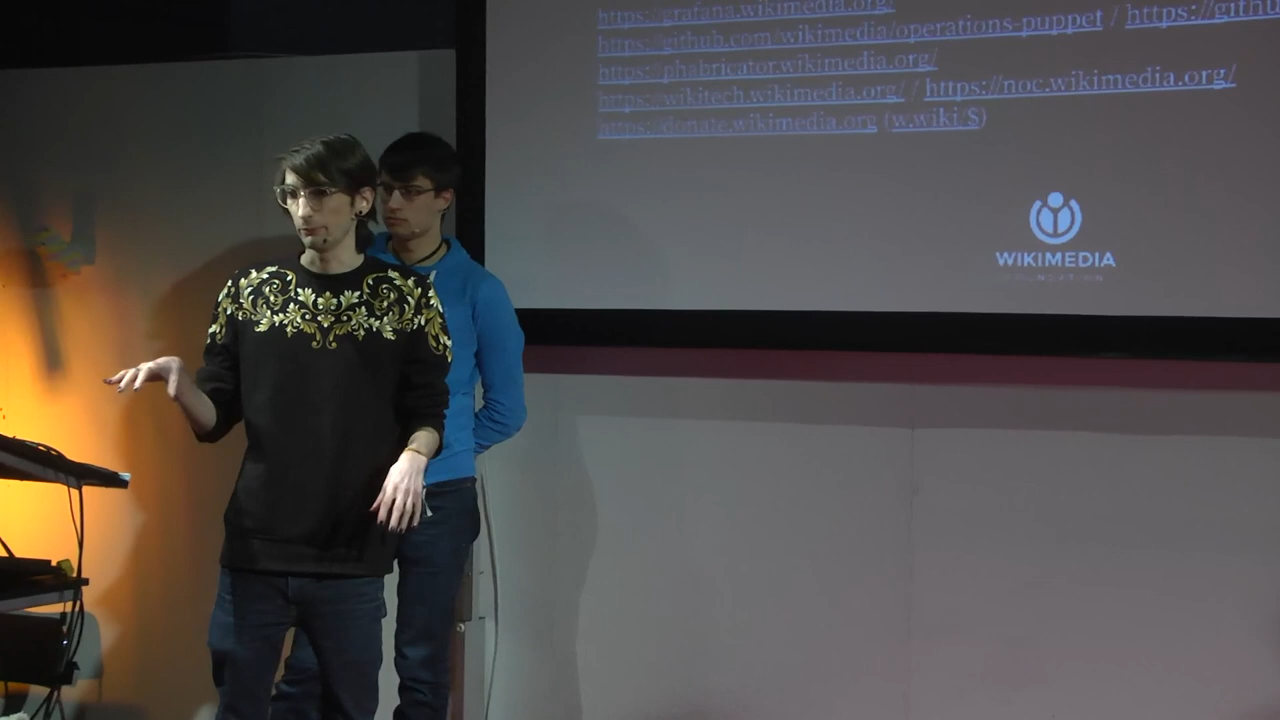 https://grafana.wikimedia.org/
https://github.com/wikimedia/operations-puppet / https://githu
https://phabricator.wikimedia.org/
https://wikitech.wikimedia.org/ / https://noc.wikimedia.org/
https://donate.wikimedia.org (w.wiki/$)
WIKIMEDIA
FOUNDATION